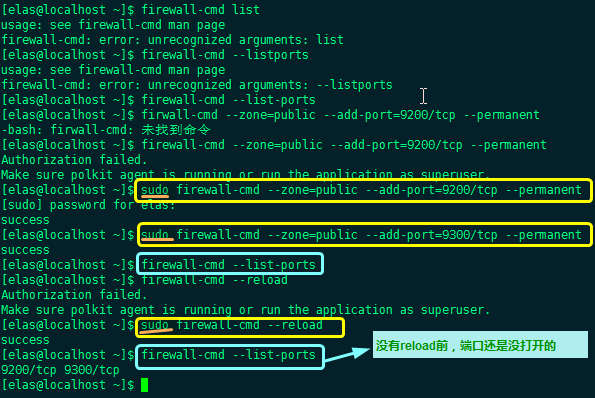 [elas@localhost ~]$ firewall-cmd list
usage: see firewall-cmd man page
firewall-cmd: error: unrecognized arguments: list
[elas@localhost ~]$ firewall-cmd --listports
usage: see firewall-cmd man page
firewall-cmd: error: unrecognized arguments: --listports
[elas@localhost ~]$ firewall-cmd --list-ports
[elas@localhost ~]$ firwall-cmd --zone=public --add-port=9200/tcp --permanent
-bash: firwall-cmd: 未找到命令
[elas@localhost ~]$ firewall-cmd --zone=public --add-port=9200/tcp --permanent
Authorization failed.
Make sure polkit agent is running or run the application as superuser.
[elas@localhost ~]$ sudo firewall-cmd --zone=public --add-port=9200/tcp --permanent
[sudo] password for elas:
success
[elas@localhost ~]$ sudo firewall-cmd --zone=public --add-port=9300/tcp --permanent
success
[elas@localhost ~]$ firewall-cmd --list-ports
[elas@localhost ~]$ firewall-cmd --reload
Authorization failed.
Make sure polkit agent is running or run the application as superuser.
[elas@localhost ~]$ sudo firewall-cmd --reload
success
[elas@localhost ~]$ firewall-cmd --list-ports
没有reload前，端口还是没打开的
9200/tcp 9300/tcp
[elas@localhost ~]$